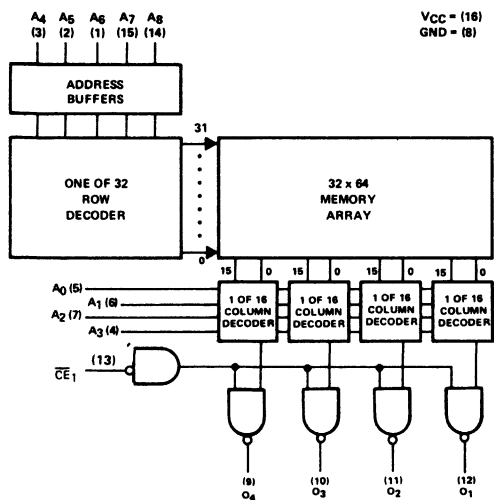 A4 A5 A6 A7 A8
(3) (2) (1) (15) (14)
VCC = (16)
GND = (8)
ADDRESS
BUFFERS
ONE OF 32
ROW
DECODER
31
0
32 x 64
MEMORY
ARRAY
15 0 15 0 15 0 15 0
A0 (5)
A1 (6)
A2 (7)
A3 (4)
1 OF 16
COLUMN
DECODER
1 OF 16
COLUMN
DECODER
1 OF 16
COLUMN
DECODER
1 OF 16
COLUMN
DECODER
(13)
CE1
(9) (10) (11) (12)
O4 O3 O2 O1